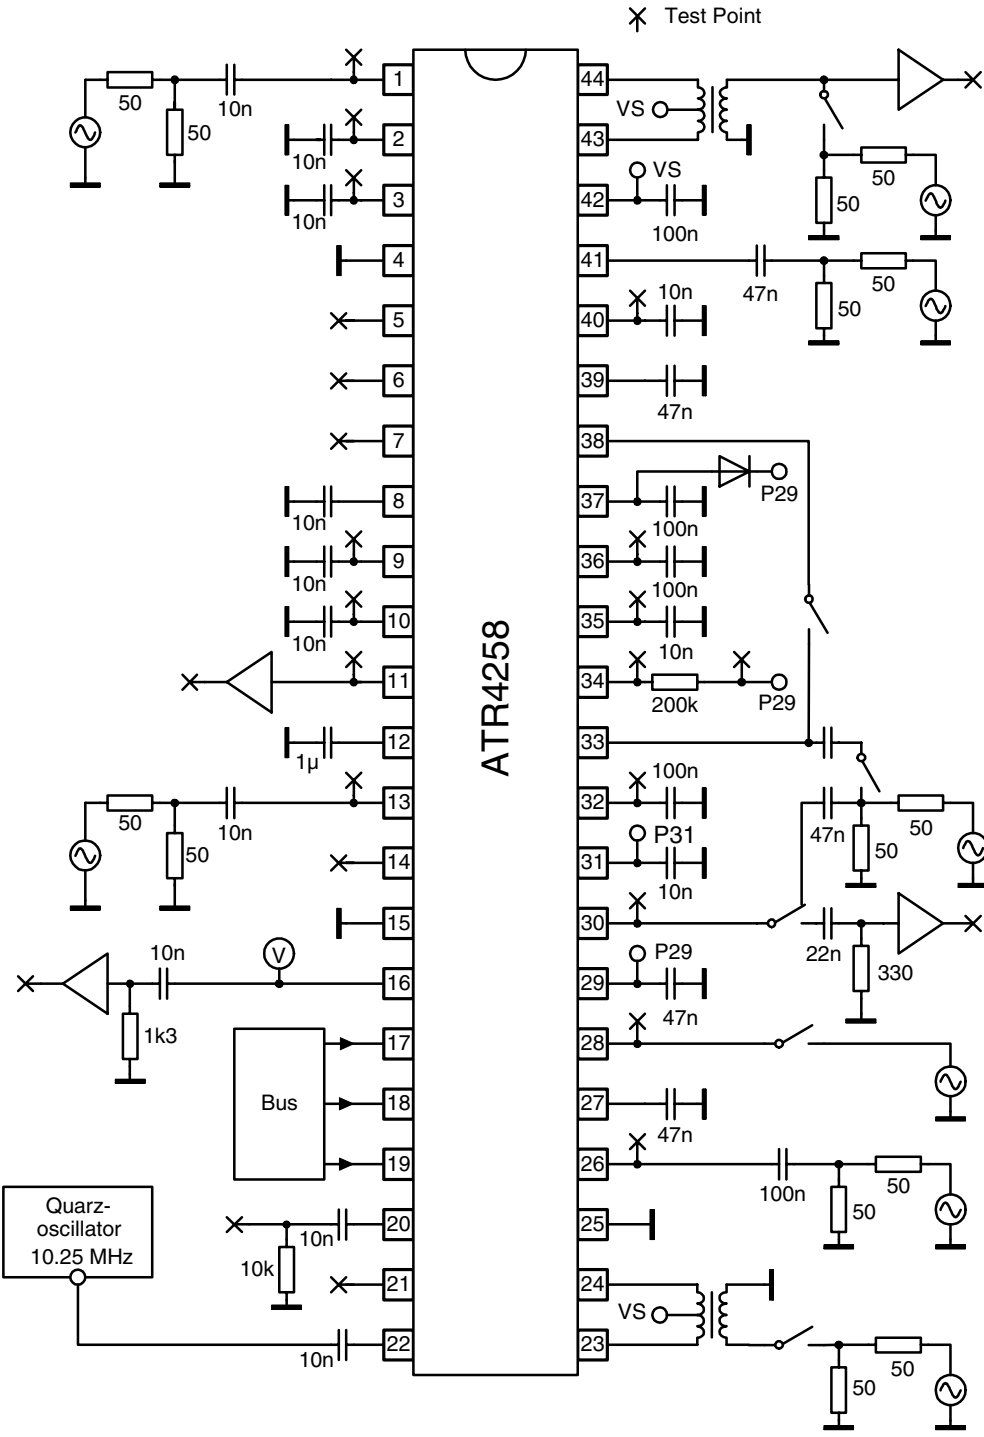 Test Point
1
44
50
10n
VS
50
2
43
10n
50
VS
3
42
50
10n
100n
4
41
50
47n
10n
50
5
40
6
39
47n
7
38
P29
8
37
10n
100n
9
36
10n
100n
10
35
10n
10n
ATR4258
11
34
200k
P29
12
33
1µ
100n
13
32
50
10n
47n
50
P31
50
50
14
31
10n
15
30
10n
V
P29
22n
330
16
29
47n
1k3
17
28
Bus
18
27
47n
19
26
100n
50
50
Quarz-
oscillator
10.25 MHz
20
25
10n
10k
21
24
VS
22
23
10n
50
50